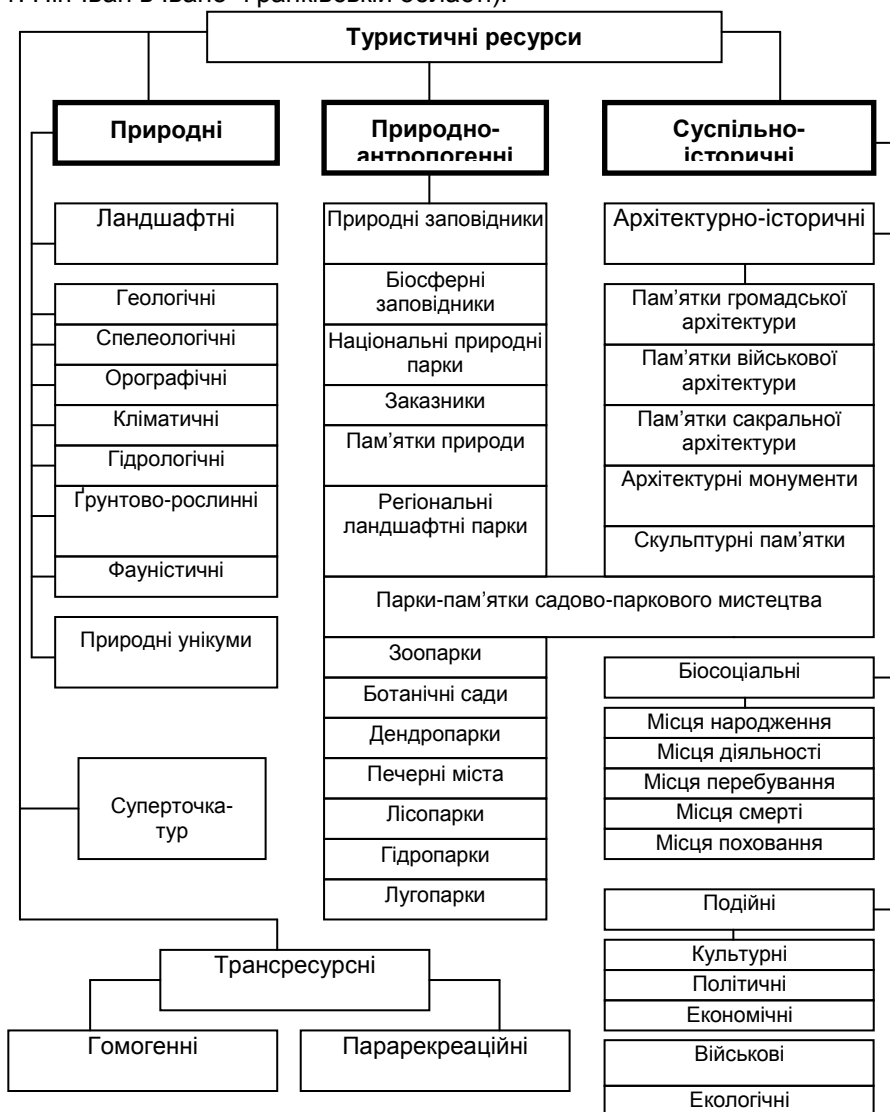 Туристичні ресурси
Природні
Природно-
антропогенні
Суспільно-
історичні
Ландшафтні
Геологічні
Спелеологічні
Орографічні
Кліматичні
Гідрологічні
Ґрунтово-рослинні
Фауністичні
Природні унікуми
Суперточка-
тур
Природні заповідники
Біосферні
заповідники
Національні природні
парки
Заказники
Пам’ятки природи
Регіональні
ландшафтні парки
Парки-пам’ятки садово-паркового мистецтва
Зоопарки
Ботанічні сади
Дендропарки
Печерні міста
Лісопарки
Гідропарки
Лугопарки
Архітектурно-історичні
Пам’ятки громадської
архітектури
Пам’ятки військової
архітектури
Пам’ятки сакральної
архітектури
Архітектурні монументи
Скульптурні пам’ятки
Біосоціальні
Місця народження
Місця діяльності
Місця перебування
Місця смерті
Місця поховання
Подійні
Культурні
Політичні
Економічні
Військові
Екологічні
Трансресурсні
Гомогенні
Парарекреаційні